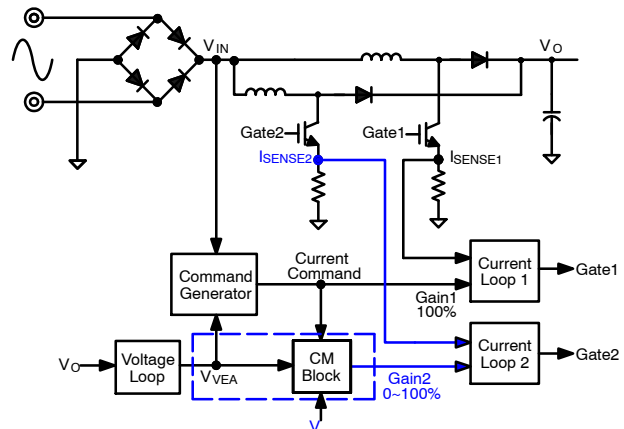 VIN
VO
Gate2
Gate1
ISENSE2
ISENSE1
Current
Command
Command
Generator
Current
Loop 1
Gate1
Gain1
100%
Current
Loop 2
Gate2
VO
Voltage
Loop
VVEA
CM
Block
Gain2
0~100%
V